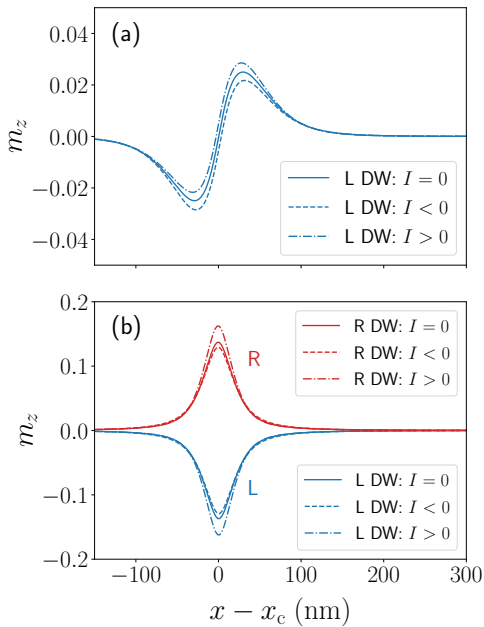 (a)
0.04
0.02
0.00
−0.02
−0.04
m_z
L DW: I = 0
L DW: I < 0
L DW: I > 0
(b)
0.2
0.1
0.0
−0.1
−0.2
m_z
R DW: I = 0
R DW: I < 0
R DW: I > 0
R
L
L DW: I = 0
L DW: I < 0
L DW: I > 0
−100 0 100 200 300
x − x_c (nm)